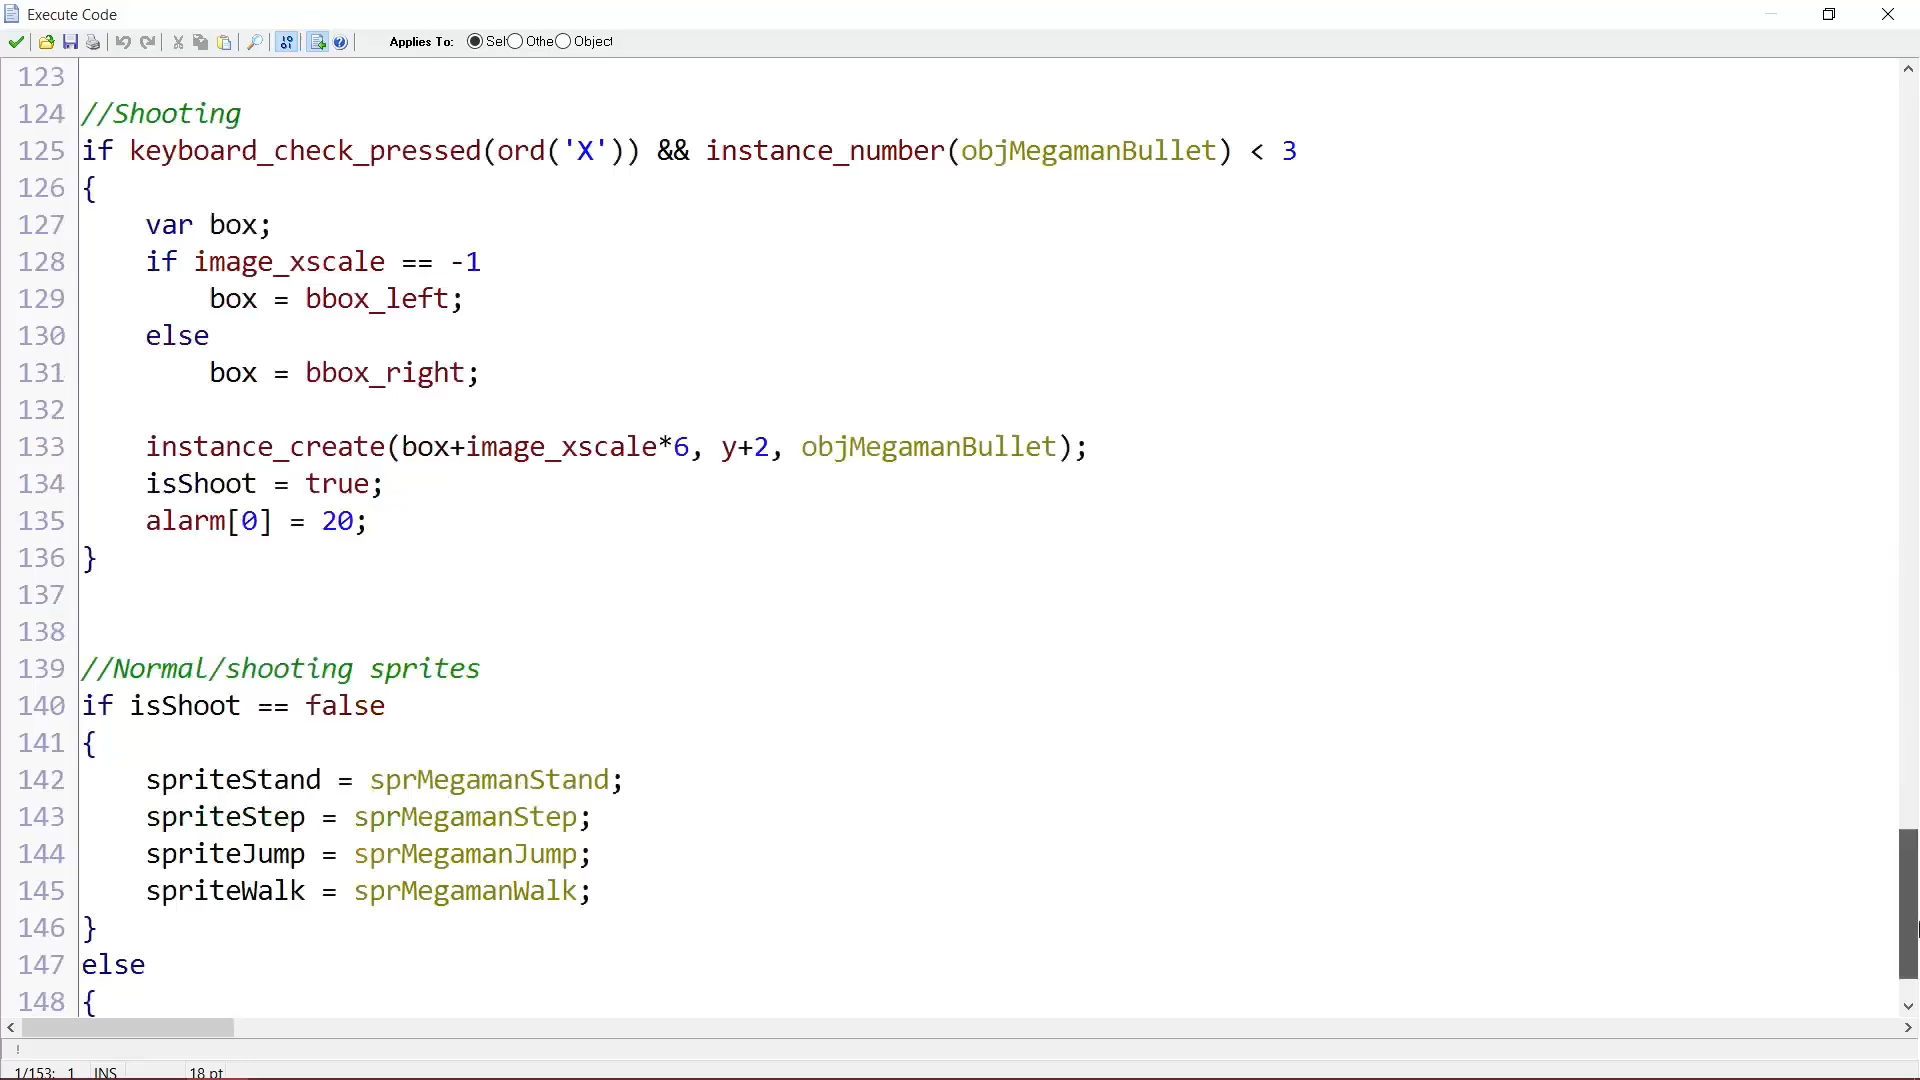 Execute Code
Applies To: Self Othe Object
123
124 //Shooting
125 if keyboard_check_pressed(ord('X')) && instance_number(objMegamanBullet) < 3
126 {
127     var box;
128     if image_xscale == -1
129         box = bbox_left;
130     else
131         box = bbox_right;
132
133     instance_create(box+image_xscale*6, y+2, objMegamanBullet);
134     isShoot = true;
135     alarm[0] = 20;
136 }
137
138
139 //Normal/shooting sprites
140 if isShoot == false
141 {
142     spriteStand = sprMegamanStand;
143     spriteStep = sprMegamanStep;
144     spriteJump = sprMegamanJump;
145     spriteWalk = sprMegamanWalk;
146 }
147 else
148 {
!
1/153: 1 INS 18 pt